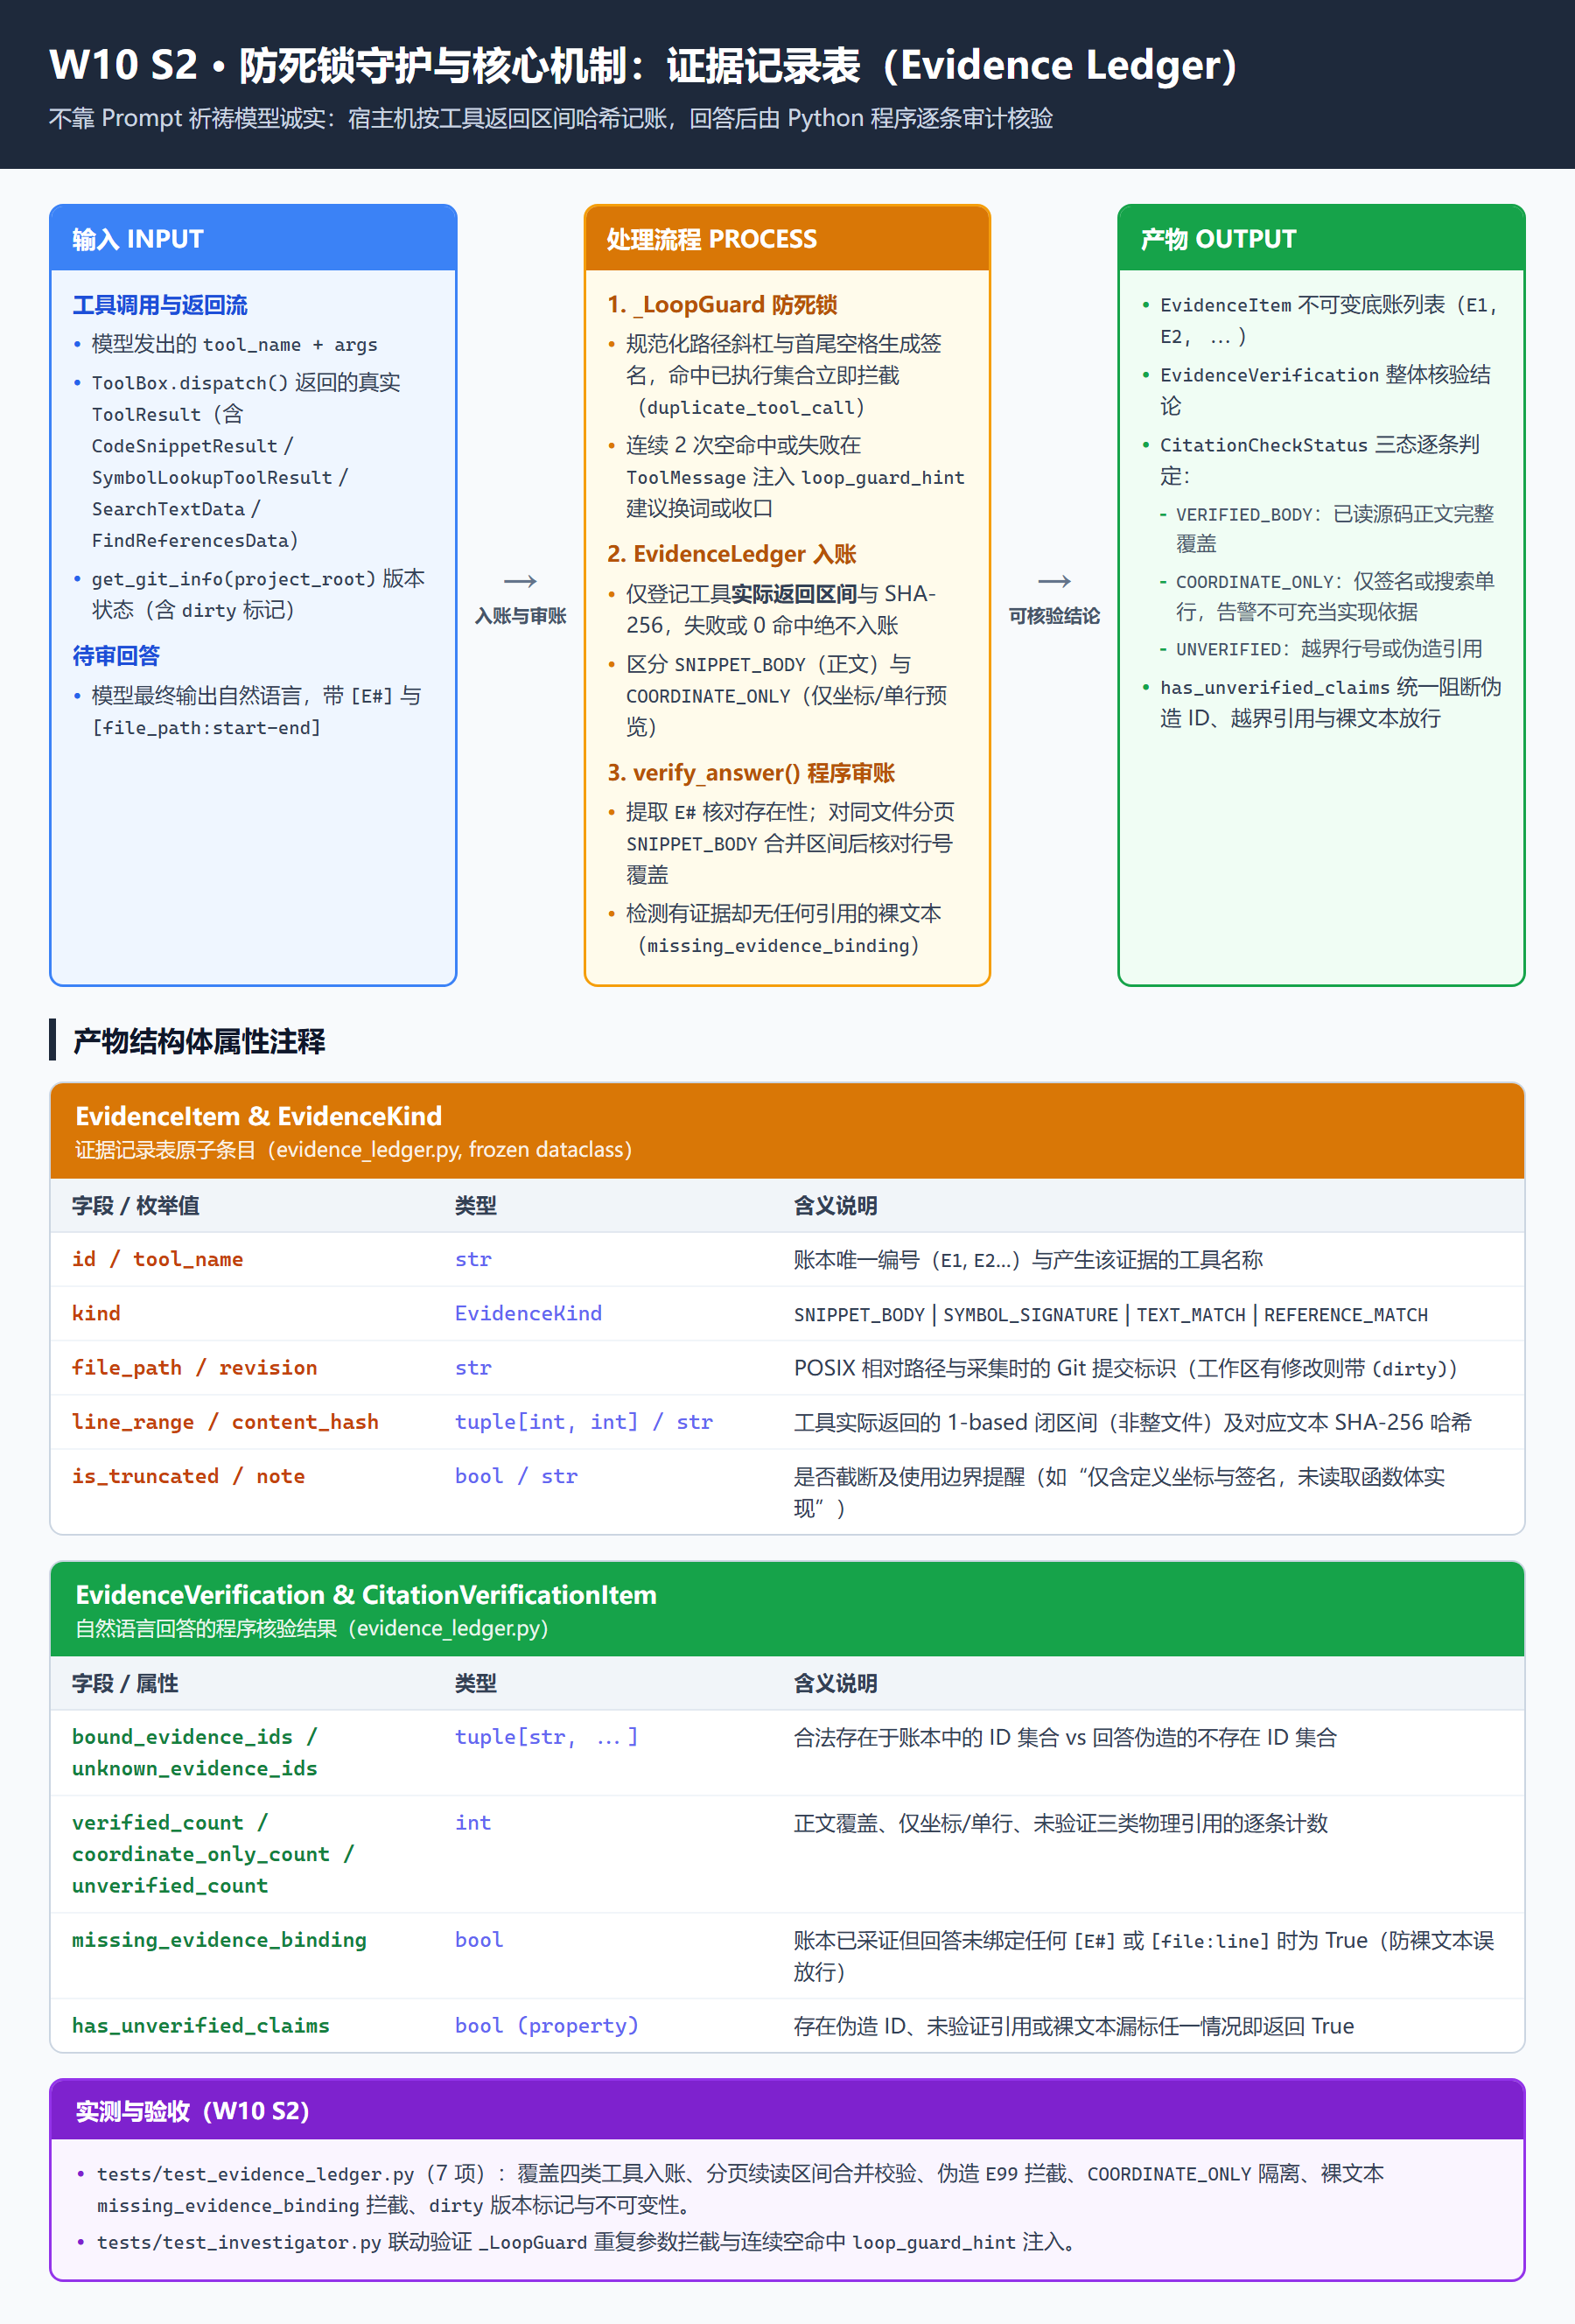 W10 S2 • 防死锁守护与核心机制：证据记录表（Evidence Ledger）
不靠 Prompt 祈祷模型诚实：宿主机按工具返回区间哈希记账，回答后由 Python 程序逐条审计核验
输入 INPUT
工具调用与返回流
• 模型发出的 tool_name + args
• ToolBox.dispatch() 返回的真实
ToolResult（含
CodeSnippetResult /
SymbolLookupToolResult /
SearchTextData /
FindReferencesData）
• get_git_info(project_root) 版本
状态（含 dirty 标记）
待审回答
• 模型最终输出自然语言，带 [E#] 与
[file_path:start-end]
→
入账与审账
处理流程 PROCESS
1. _LoopGuard 防死锁
• 规范化路径斜杠与首尾空格生成签
名，命中已执行集合立即拦截
（duplicate_tool_call）
• 连续 2 次空命中或失败在
ToolMessage 注入 loop_guard_hint
建议换词或收口
2. EvidenceLedger 入账
• 仅登记工具实际返回区间与 SHA-
256，失败或 0 命中绝不入账
• 区分 SNIPPET_BODY（正文）与
COORDINATE_ONLY（仅坐标/单行预
览）
3. verify_answer() 程序审账
• 提取 E# 核对存在性；对同文件分页
SNIPPET_BODY 合并区间后核对行号
覆盖
• 检测有证据却无任何引用的裸文本
（missing_evidence_binding）
→
可核验结论
产物 OUTPUT
• EvidenceItem 不可变底账列表（E1,
E2, ...）
• EvidenceVerification 整体核验结
论
• CitationCheckStatus 三态逐条判
定：
- VERIFIED_BODY：已读源码正文完整
覆盖
- COORDINATE_ONLY：仅签名或搜索单
行，告警不可充当实现依据
- UNVERIFIED：越界行号或伪造引用
• has_unverified_claims 统一阻断伪
造 ID、越界引用与裸文本放行
产物结构体属性注释
EvidenceItem & EvidenceKind
证据记录表原子条目（evidence_ledger.py, frozen dataclass）
字段 / 枚举值 类型 含义说明
id / tool_name str 账本唯一编号（E1, E2...）与产生该证据的工具名称
kind EvidenceKind SNIPPET_BODY | SYMBOL_SIGNATURE | TEXT_MATCH | REFERENCE_MATCH
file_path / revision str POSIX 相对路径与采集时的 Git 提交标识（工作区有修改则带 (dirty)）
line_range / content_hash tuple[int, int] / str 工具实际返回的 1-based 闭区间（非整文件）及对应文本 SHA-256 哈希
is_truncated / note bool / str 是否截断及使用边界提醒（如“仅含定义坐标与签名，未读取函数体实
现”）
EvidenceVerification & CitationVerificationItem
自然语言回答的程序核验结果（evidence_ledger.py）
字段 / 属性 类型 含义说明
bound_evidence_ids / tuple[str, ...] 合法存在于账本中的 ID 集合 vs 回答伪造的不存在 ID 集合
unknown_evidence_ids
verified_count / int 正文覆盖、仅坐标/单行、未验证三类物理引用的逐条计数
coordinate_only_count /
unverified_count
missing_evidence_binding bool 账本已采证但回答未绑定任何 [E#] 或 [file:line] 时为 True（防裸文本误
放行）
has_unverified_claims bool (property) 存在伪造 ID、未验证引用或裸文本漏标任一情况即返回 True
实测与验收（W10 S2）
• tests/test_evidence_ledger.py（7 项）：覆盖四类工具入账、分页续读区间合并校验、伪造 E99 拦截、COORDINATE_ONLY 隔离、裸文本
missing_evidence_binding 拦截、dirty 版本标记与不可变性。
• tests/test_investigator.py 联动验证 _LoopGuard 重复参数拦截与连续空命中 loop_guard_hint 注入。